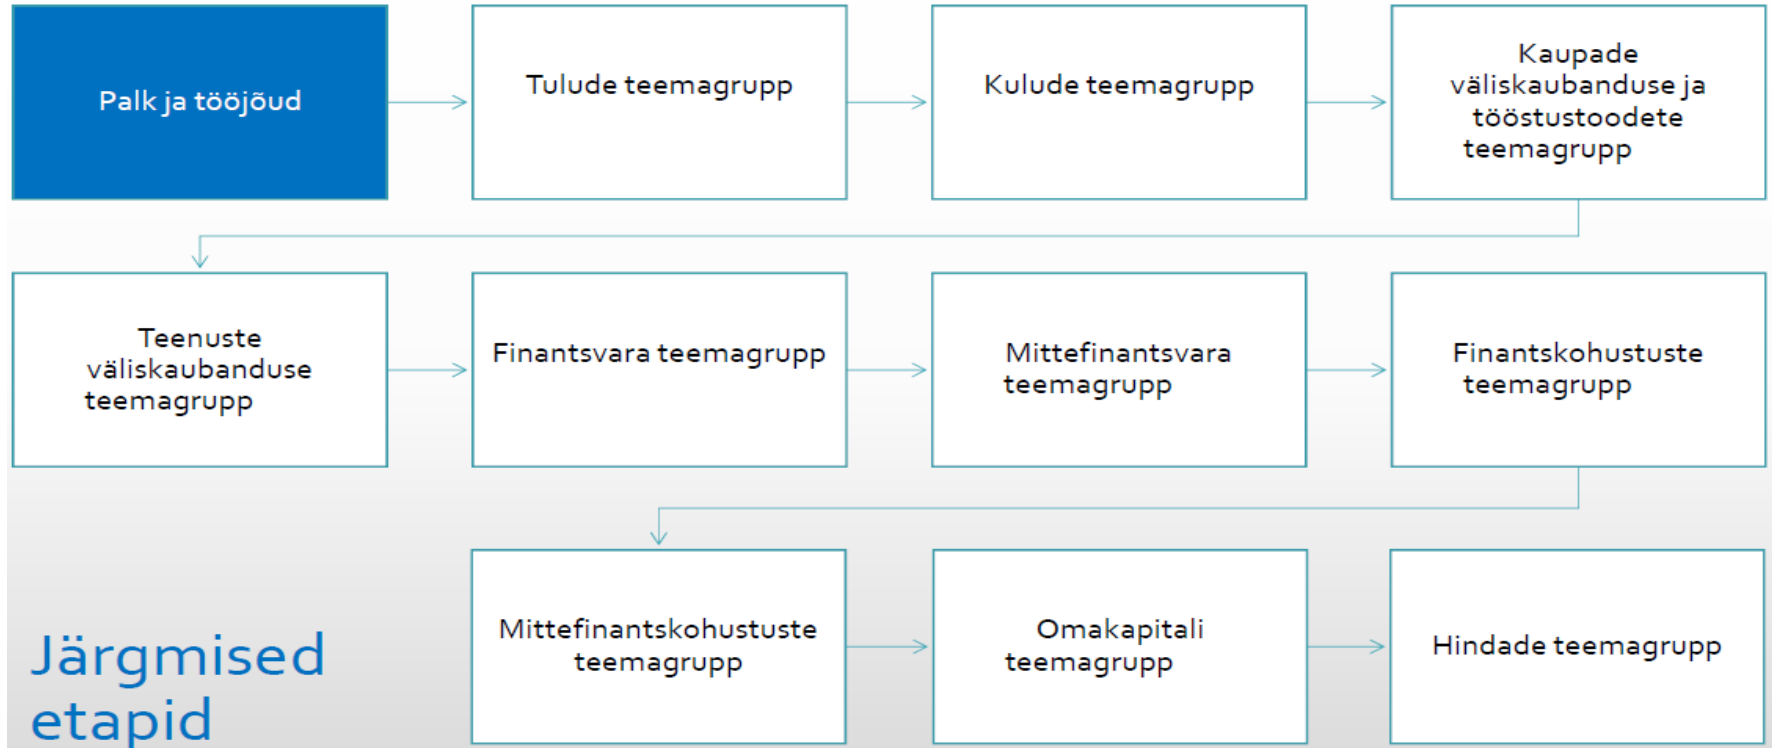 Palk ja tööjõud
Tulude teemagrupp
Kulude teemagrupp
Kaupade
väliskaubanduse ja
tööstustoodete
teemagrupp
Teenuste
väliskaubanduse
teemagrupp
Finantsvara teemagrupp
Mittefinantsvara
teemagrupp
Finantskohustuste
teemagrupp
Mittefinantskohustuste
teemagrupp
Omakapitali
teemagrupp
Hindade teemagrupp
Järgmised
etapid